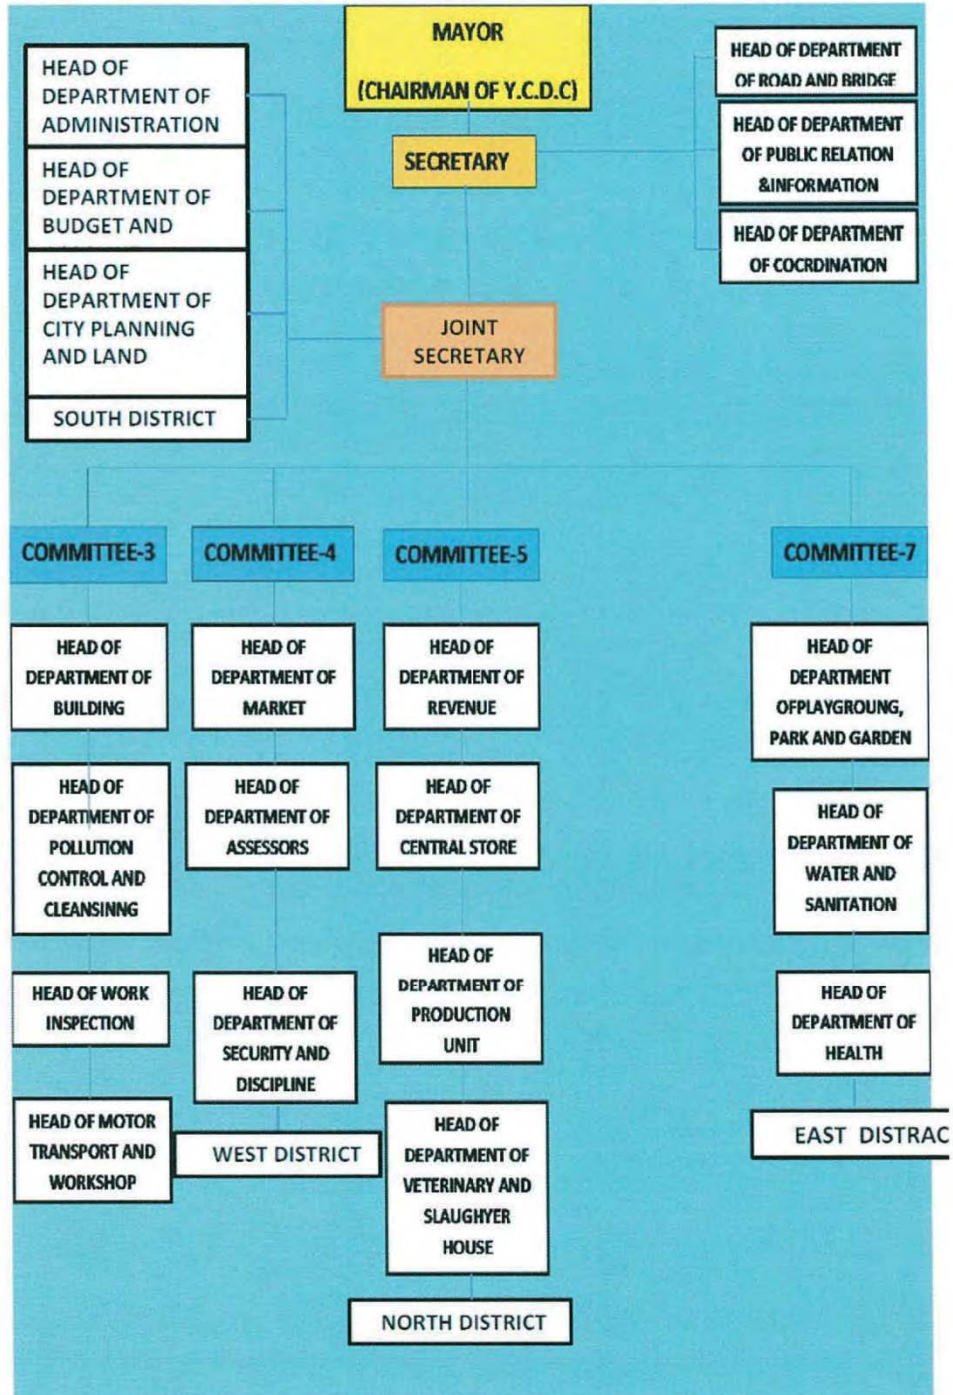 MAYOR
(CHAIRMAN OF Y.C.D.C)
SECRETARY
HEAD OF
DEPARTMENT OF
ADMINISTRATION
HEAD OF
DEPARTMENT OF
BUDGET AND
HEAD OF
DEPARTMENT OF
CITY PLANNING
AND LAND
SOUTH DISTRICT
HEAD OF DEPARTMENT
OF ROAD AND BRIDGE
HEAD OF DEPARTMENT
OF PUBLIC RELATION
&INFORMATION
HEAD OF DEPARTMENT
OF COCRDINATION
JOINT
SECRETARY
COMMITTEE-3
HEAD OF
DEPARTMENT OF
BUILDING
HEAD OF
DEPARTMENT OF
POLLUTION
CONTROL AND
CLEANSINNG
HEAD OF WORK
INSPECTION
HEAD OF MOTOR
TRANSPORT AND
WORKSHOP
COMMITTEE-4
HEAD OF
DEPARTMENT OF
MARKET
HEAD OF
DEPARTMENT OF
ASSESSORS
HEAD OF
DEPARTMENT OF
SECURITY AND
DISCIPLINE
WEST DISTRICT
COMMITTEE-5
HEAD OF
DEPARTMENT OF
REVENUE
HEAD OF
DEPARTMENT OF
CENTRAL STORE
HEAD OF
DEPARTMENT OF
PRODUCTION
UNIT
HEAD OF
DEPARTMENT OF
VETERINARY AND
SLAUGHYER
HOUSE
NORTH DISTRICT
COMMITTEE-7
HEAD OF
DEPARTMENT
OFPLAYGROUNG,
PARK AND GARDEN
HEAD OF
DEPARTMENT OF
WATER AND
SANITATION
HEAD OF
DEPARTMENT OF
HEALTH
EAST DISTRAC